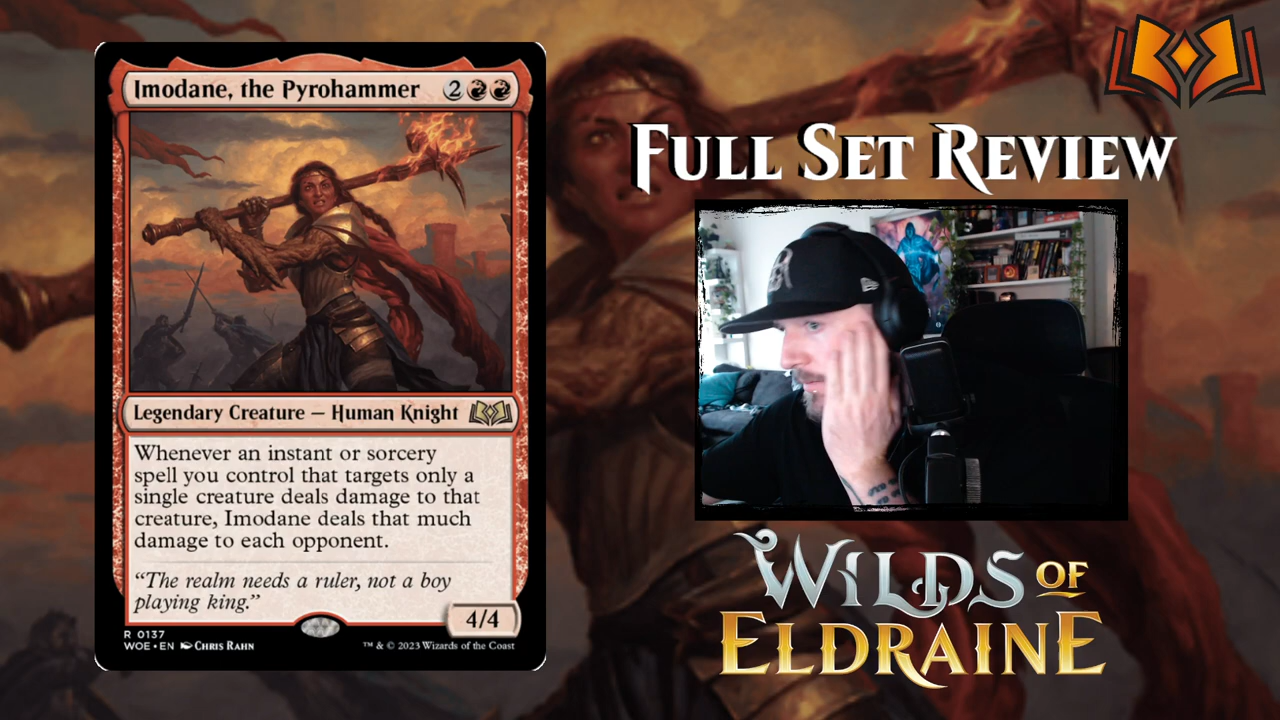 Imodane, the Pyrohammer 2
Legendary Creature — Human Knight
Whenever an instant or sorcery
spell you control that targets only a
single creature deals damage to that
creature, Imodane deals that much
damage to each opponent.
“The realm needs a ruler, not a boy
playing king.”
4/4
R 0137
WOE • EN Chris Rahn
™ & © 2023 Wizards of the Coast
Full Set Review
Wilds of
Eldraine